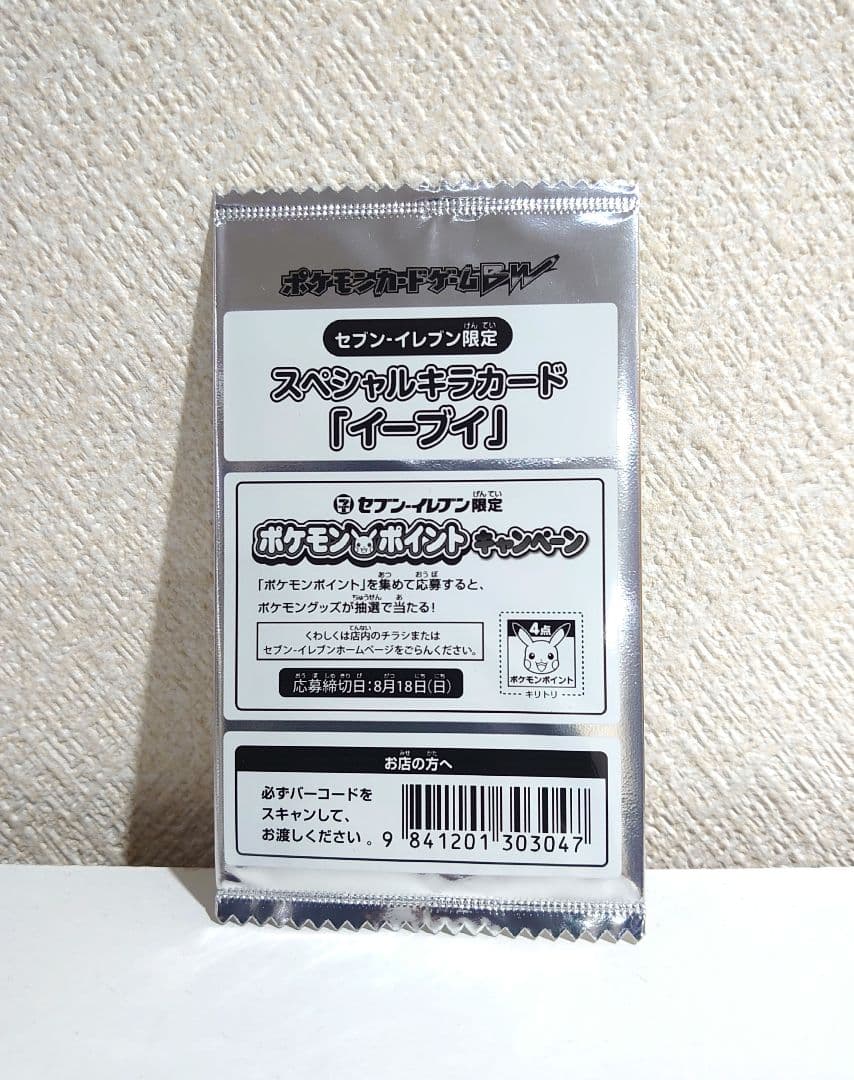 ポケモンカードゲームBW
セブン-イレブン限定
スペシャルキラカード
「イーブイ」
セブン-イレブン限定
ポケモンポイントキャンペーン
「ポケモンポイント」を集めて応募すると、
ポケモングッズが抽選で当たる!
くわしくは店内のチラシまたは
セブン-イレブンホームページをごらんください。
4点
ポケモンポイント
キリトリ
応募締切日:8月18日(日)
お店の方へ
必ずバーコードを
スキャンして、
お渡しください。
9 841201 303047